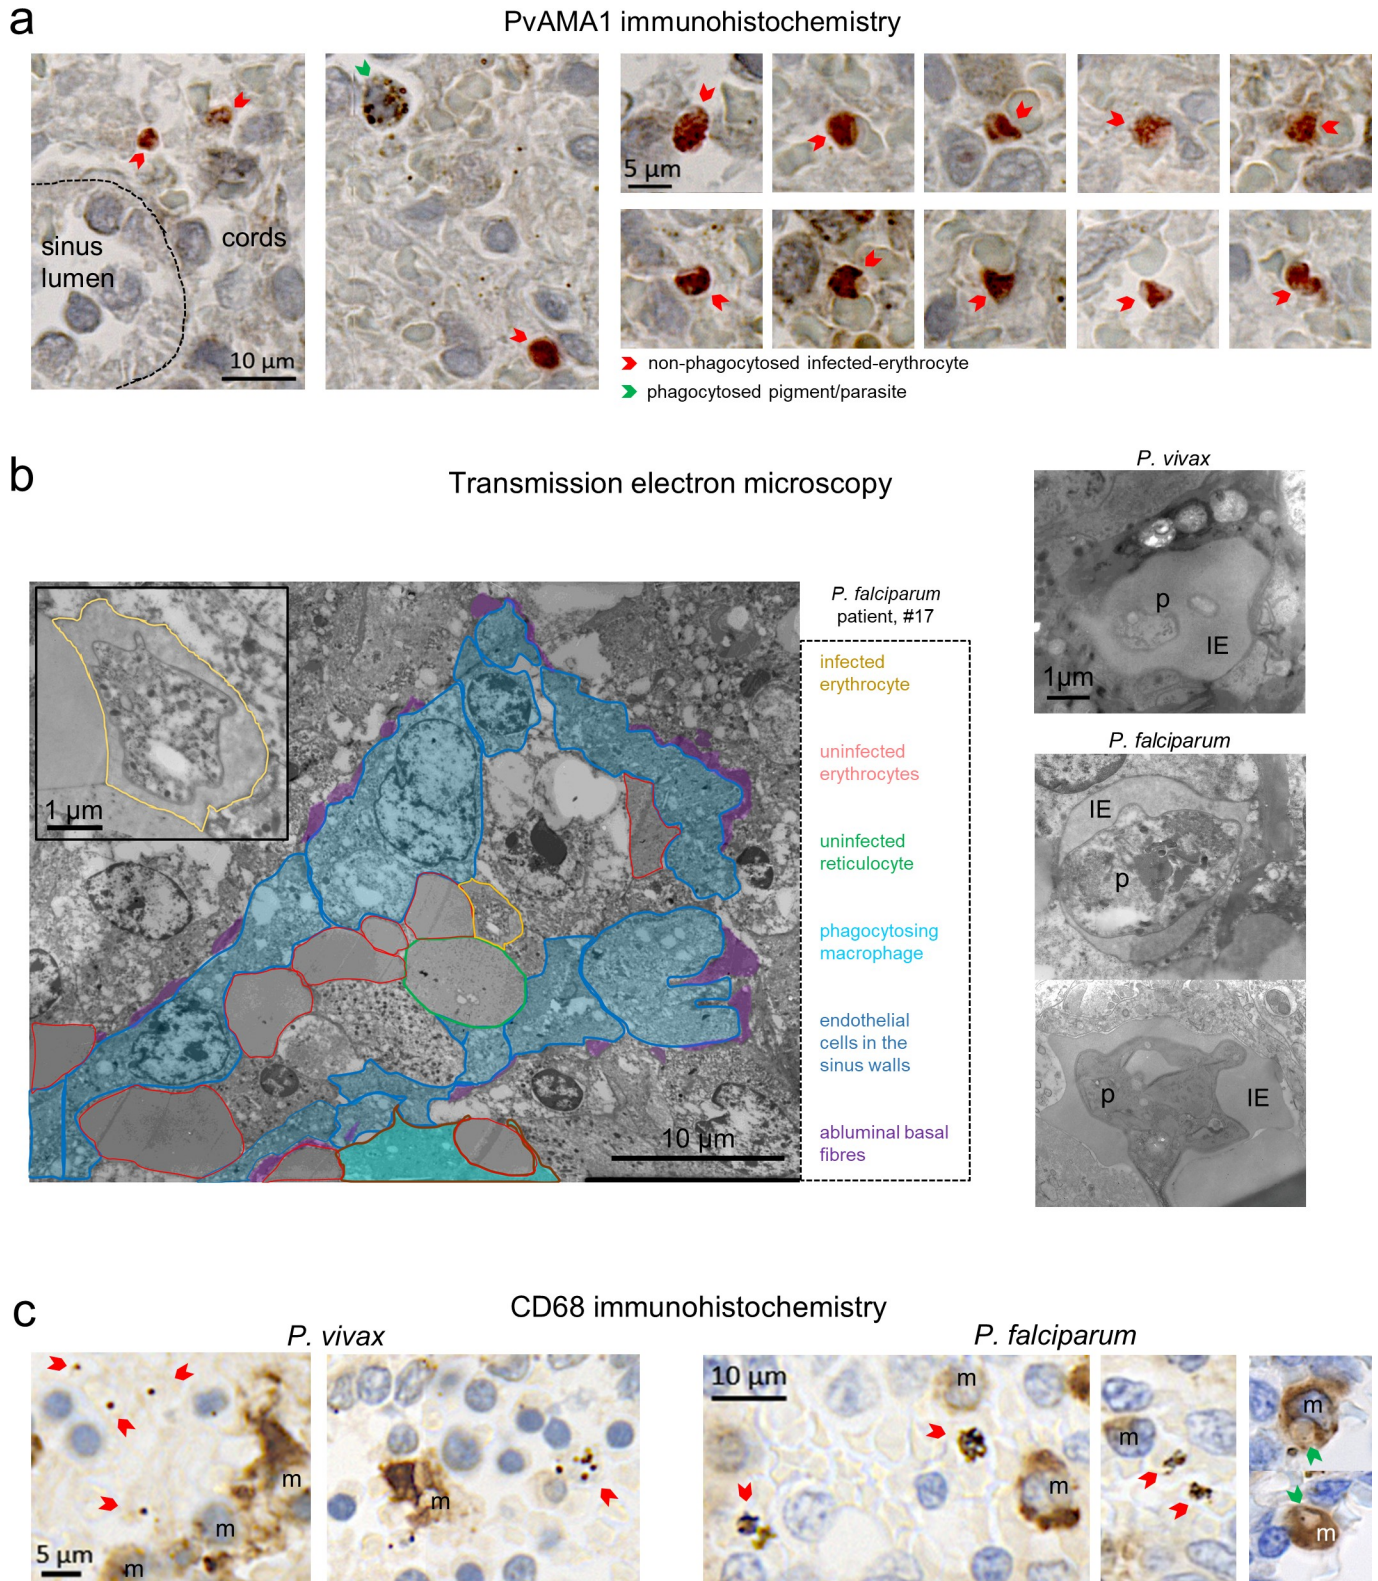 a
PvAMA1 immunohistochemistry
sinus
lumen
cords
10 µm
5 µm
non-phagocytosed infected-erythrocyte
phagocytosed pigment/parasite
b
Transmission electron microscopy
1 µm
10 µm
P. falciparum
patient, #17
infected
erythrocyte
uninfected
erythrocytes
uninfected
reticulocyte
phagocytosing
macrophage
endothelial
cells in the
sinus walls
abluminal basal
fibres
P. vivax
p
IE
1µm
P. falciparum
IE
p
p
IE
c
CD68 immunohistochemistry
P. vivax
P. falciparum
m
m
m
5 µm
m
10 µm
m
m
m
m
m